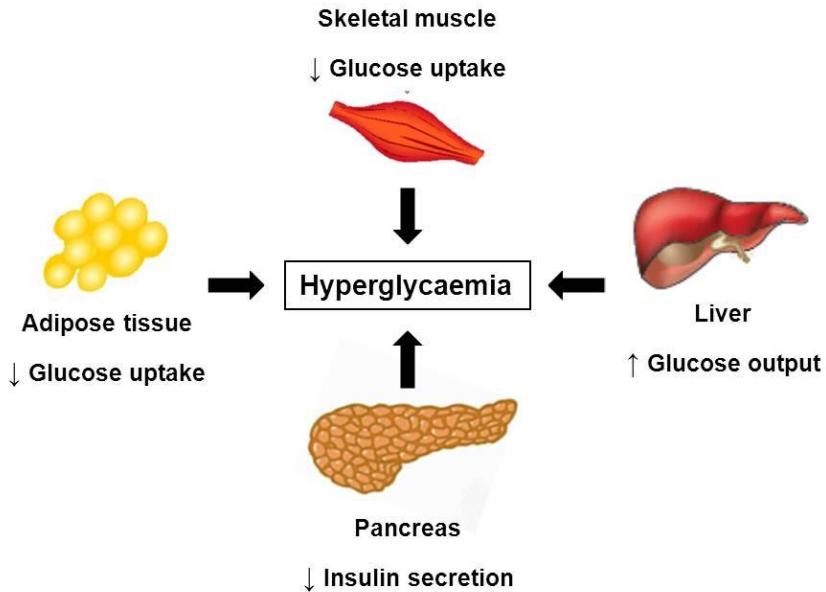 Skeletal muscle
↓ Glucose uptake
Hyperglycaemia
Adipose tissue
↓ Glucose uptake
Liver
↑ Glucose output
Pancreas
↓ Insulin secretion